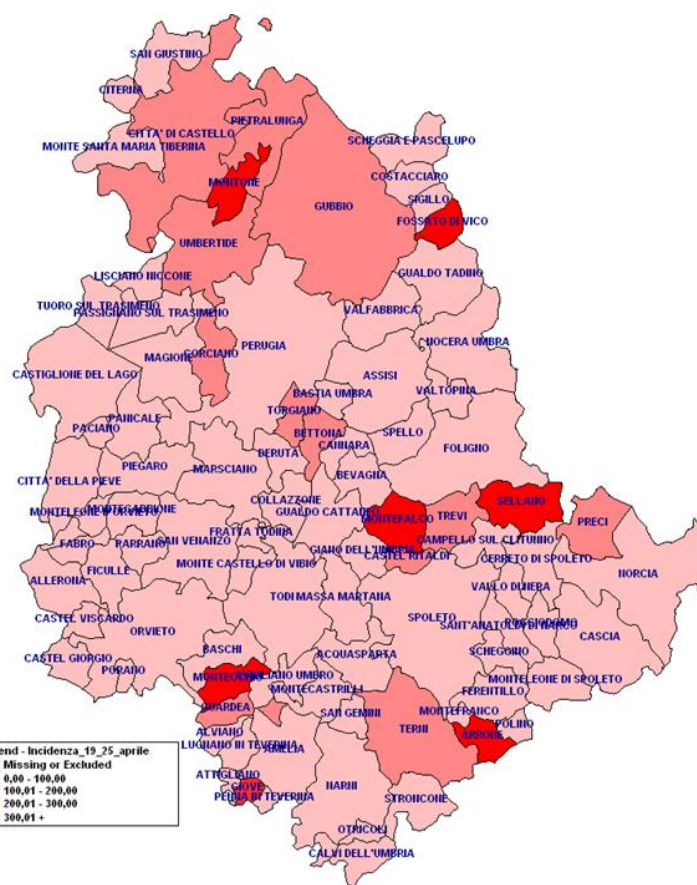 SAN GIUSTINO
CITERNA
CITTA' DI CASTELLO
PIETRALUNGA
MONTE SANTA MARIA TIBERINA
SCHEGGIA E PASCELUPO
COSTACCIARO
MONTONE
SIGILLO
GUBBIO
FOSSATO DI VICO
UMBERTIDE
LISCIANO NICCONE
GUALDO TADINO
TUORO SUL TRASIMENO
PASSIGNANO SUL TRASIMENO
VALFABBRICA
NOCERA UMBRA
MAGIONE
CORCIANO
PERUGIA
CASTIGLIONE DEL LAGO
ASSISI
BASTIA UMBRA
VALTOPINA
TORGIANO
PANICALE
PACIANO
BETTONA
SPELLO
CANNARA
FOLIGNO
DERUTA
PIEGARO
MARSCIANO
BEVAGNA
CITTA' DELLA PIEVE
COLLAZZONE
SELLANO
MONTEGABBIONE
MONTELEONE D'ORVIETO
GUALDO CATTANEO
MONTEFALCO
TREVI
PRECI
FRATTA TODINA
SAN VENANZO
CAMPELLO SUL CLITUNNO
FABRO
PARRANO
GIANO DELL'UMBRIA
CASTEL RITALDI
CERRETO DI SPOLETO
MONTE CASTELLO DI VIBIO
FICULLE
NORCIA
ALLERONA
VALLO DI NERA
TODI
MASSA MARTANA
CASTEL VISCARDO
SPOLETO
POGGIODOMO
SANT'ANATOLIA DI NARCO
ORVIETO
CASCIA
BASCHI
SCHEGGINO
CASTEL GIORGIO
ACQUASPARTA
PORANO
MONTECCHIO
AVIGLIANO UMBRO
MONTELEONE DI SPOLETO
MONTECASTRILLI
FERENTILLO
GUARDEA
SAN GEMINI
MONTEFRANCO
POLINO
ALVIANO
TERNI
ARRONE
LUGNANO IN TEVERINA
AMELIA
ATTIGLIANO
GIOVE
NARNI
STRONCONE
PENNA IN TEVERINA
OTRICOLI
CALVI DELL'UMBRIA
end - Incidenza_19_25_aprile
Missing or Excluded
0,00 - 100,00
100,01 - 200,00
200,01 - 300,00
300,01 +